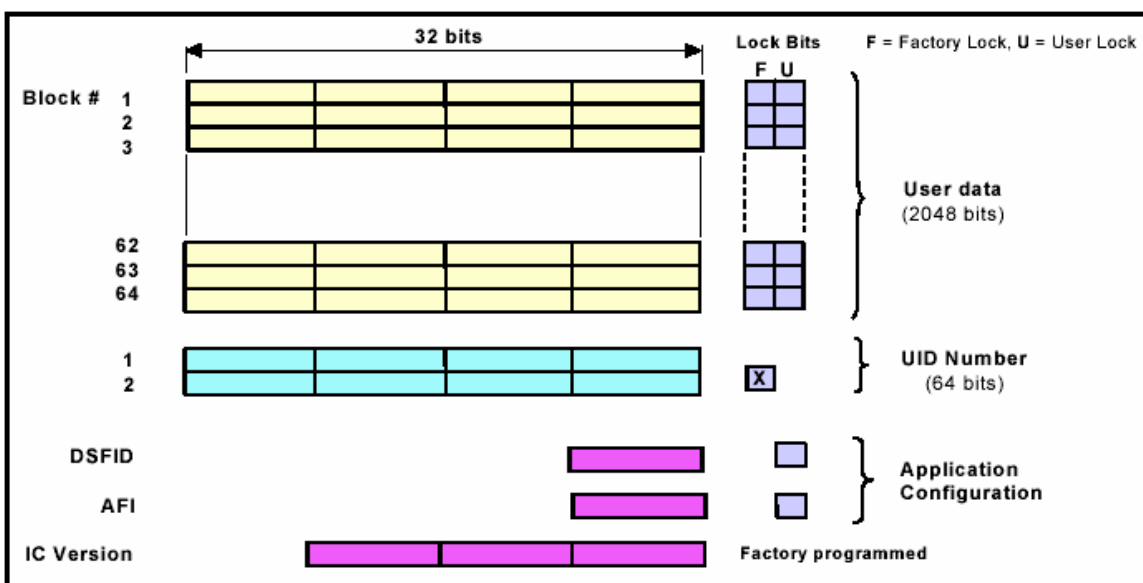 32 bits
Lock Bits
F = Factory Lock, U = User Lock
F U
Block # 1
2
3
User data
(2048 bits)
62
63
64
1
2
X
UID Number
(64 bits)
DSFID
AFI
Application
Configuration
IC Version
Factory programmed